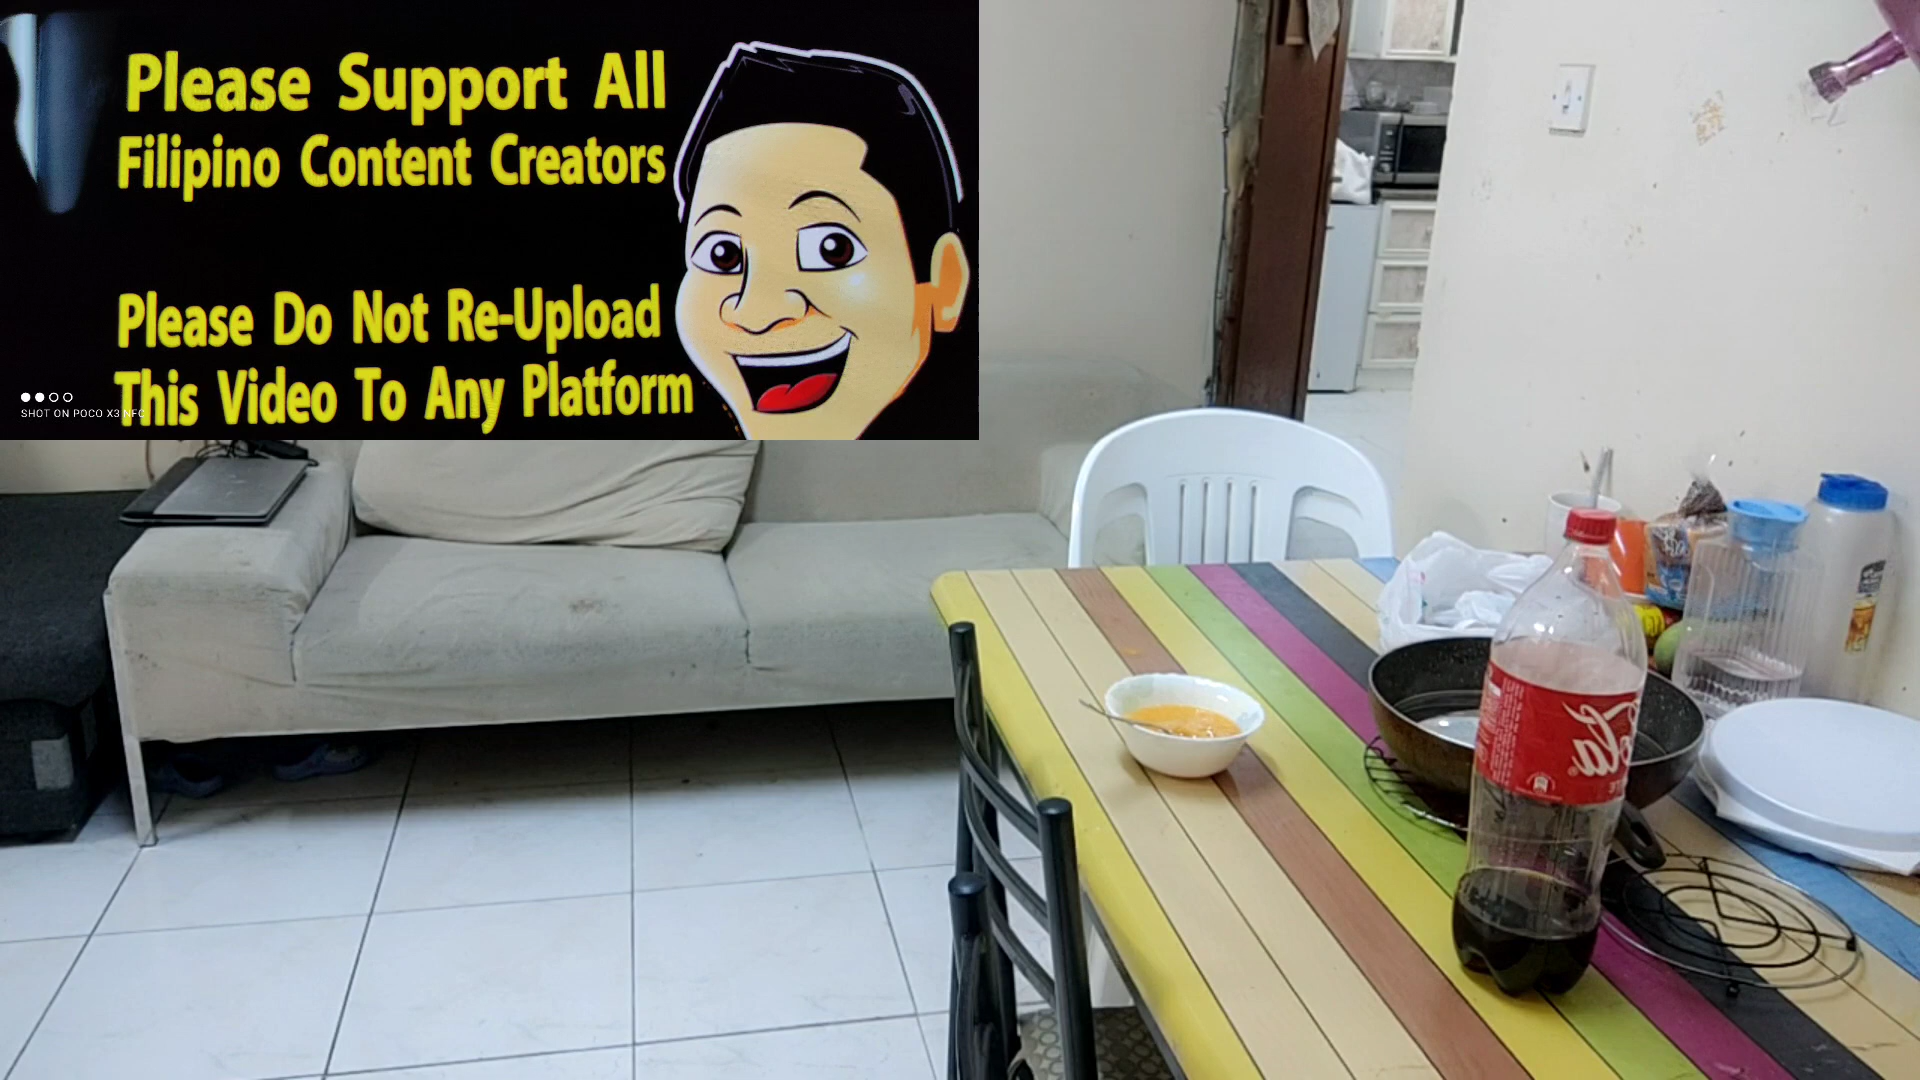 Please Support All
Filipino Content Creators
Please Do Not Re-Upload
This Video To Any Platform
SHOT ON POCO X3 NFC
Cola